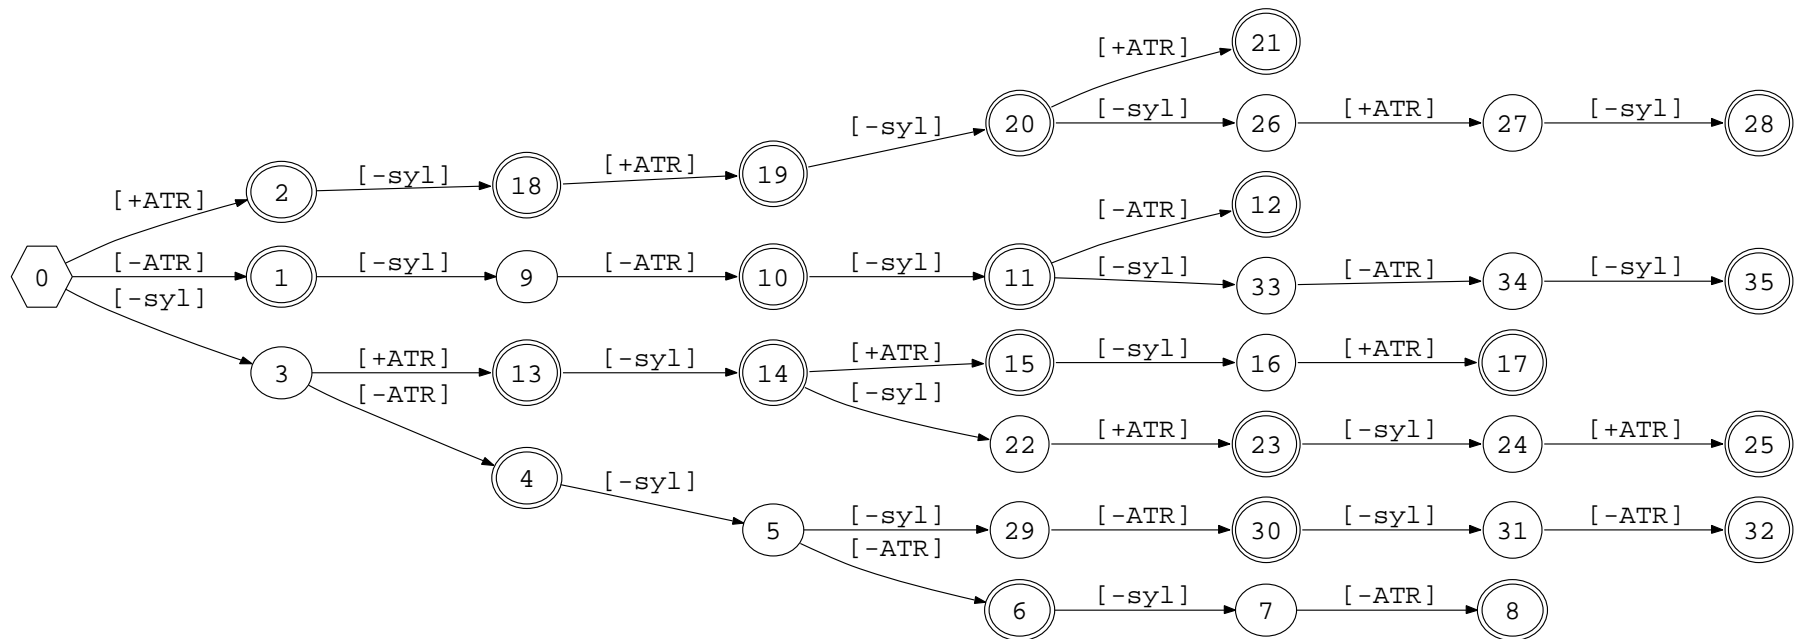 [+ATR] 21
20 [-syl] 26 [+ATR] 27 [-syl] 28
[-syl]
2 [-syl] 18 [+ATR] 19
[+ATR]
[-ATR] 12
0 [-ATR] 1 [-syl] 9 [-ATR] 10 [-syl] 11 [-syl] 33 [-ATR] 34 [-syl] 35
[-syl]
3 [+ATR] 13 [-syl] 14 [+ATR] 15 [-syl] 16 [+ATR] 17
[-ATR] [-syl]
22 [+ATR] 23 [-syl] 24 [+ATR] 25
4 [-syl]
5 [-syl] 29 [-ATR] 30 [-syl] 31 [-ATR] 32
[-ATR]
6 [-syl] 7 [-ATR] 8